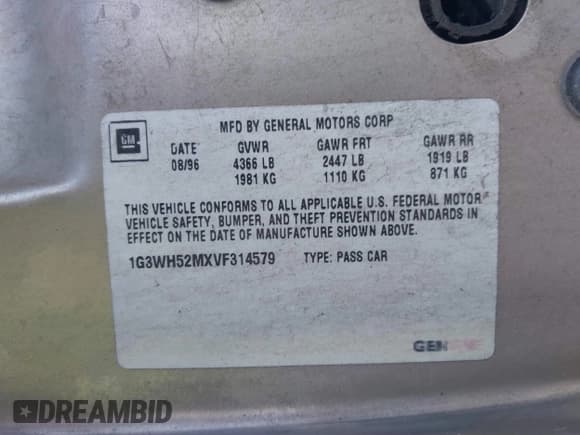 MFD BY GENERAL MOTORS CORP
GM
DATE GVWR GAWR FRT GAWR RR
08/96 4366 LB 2447 LB 1919 LB
1981 KG 1110 KG 871 KG
THIS VEHICLE CONFORMS TO ALL APPLICABLE U.S. FEDERAL MOTOR
VEHICLE SAFETY, BUMPER, AND THEFT PREVENTION STANDARDS IN
EFFECT ON THE DATE OF MANUFACTURE SHOWN ABOVE.
1G3WH52MXVF314579 TYPE: PASS CAR
GENUINE
DREAMBID